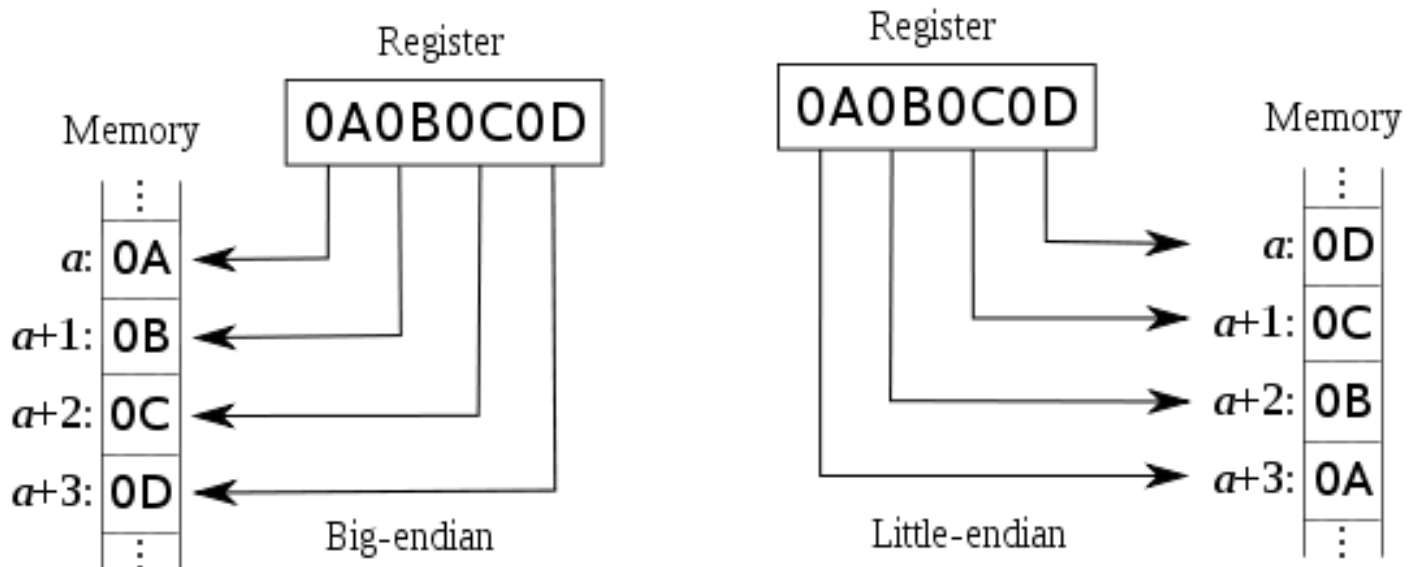 Register
0A0B0C0D
Memory
a: 0A
a+1: 0B
a+2: 0C
a+3: 0D
Big-endian
Register
0A0B0C0D
Memory
a: 0D
a+1: 0C
a+2: 0B
a+3: 0A
Little-endian